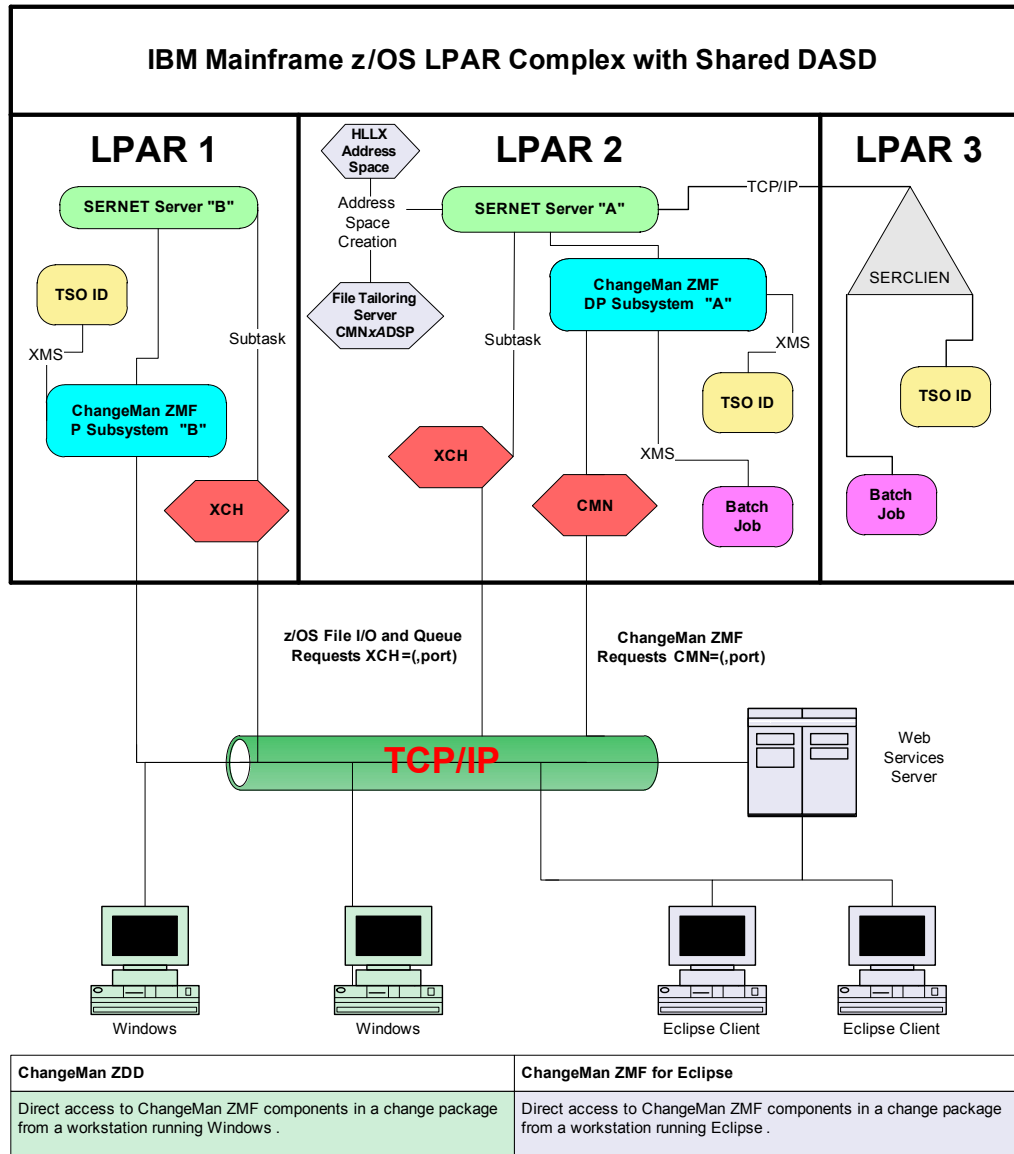 IBM Mainframe z/OS LPAR Complex with Shared DASD
LPAR 1
SERNET Server "B"
TSO ID
XMS
Subtask
ChangeMan ZMF
P Subsystem "B"
XCH
HLLX
Address
Space
LPAR 2
Address
Space
Creation
SERNET Server "A"
TCP/IP
File Tailoring
Server
CMNxADSP
ChangeMan ZMF
DP Subsystem "A"
Subtask
XMS
TSO ID
XCH
XMS
CMN
Batch
Job
LPAR 3
SERCLIEN
TSO ID
Batch
Job
z/OS File I/O and Queue
Requests XCH=(,port)
ChangeMan ZMF
Requests CMN=(,port)
TCP/IP
Web
Services
Server
Windows
Windows
Eclipse Client
Eclipse Client
ChangeMan ZDD
Direct access to ChangeMan ZMF components in a change package
from a workstation running Windows .
ChangeMan ZMF for Eclipse
Direct access to ChangeMan ZMF components in a change package
from a workstation running Eclipse .